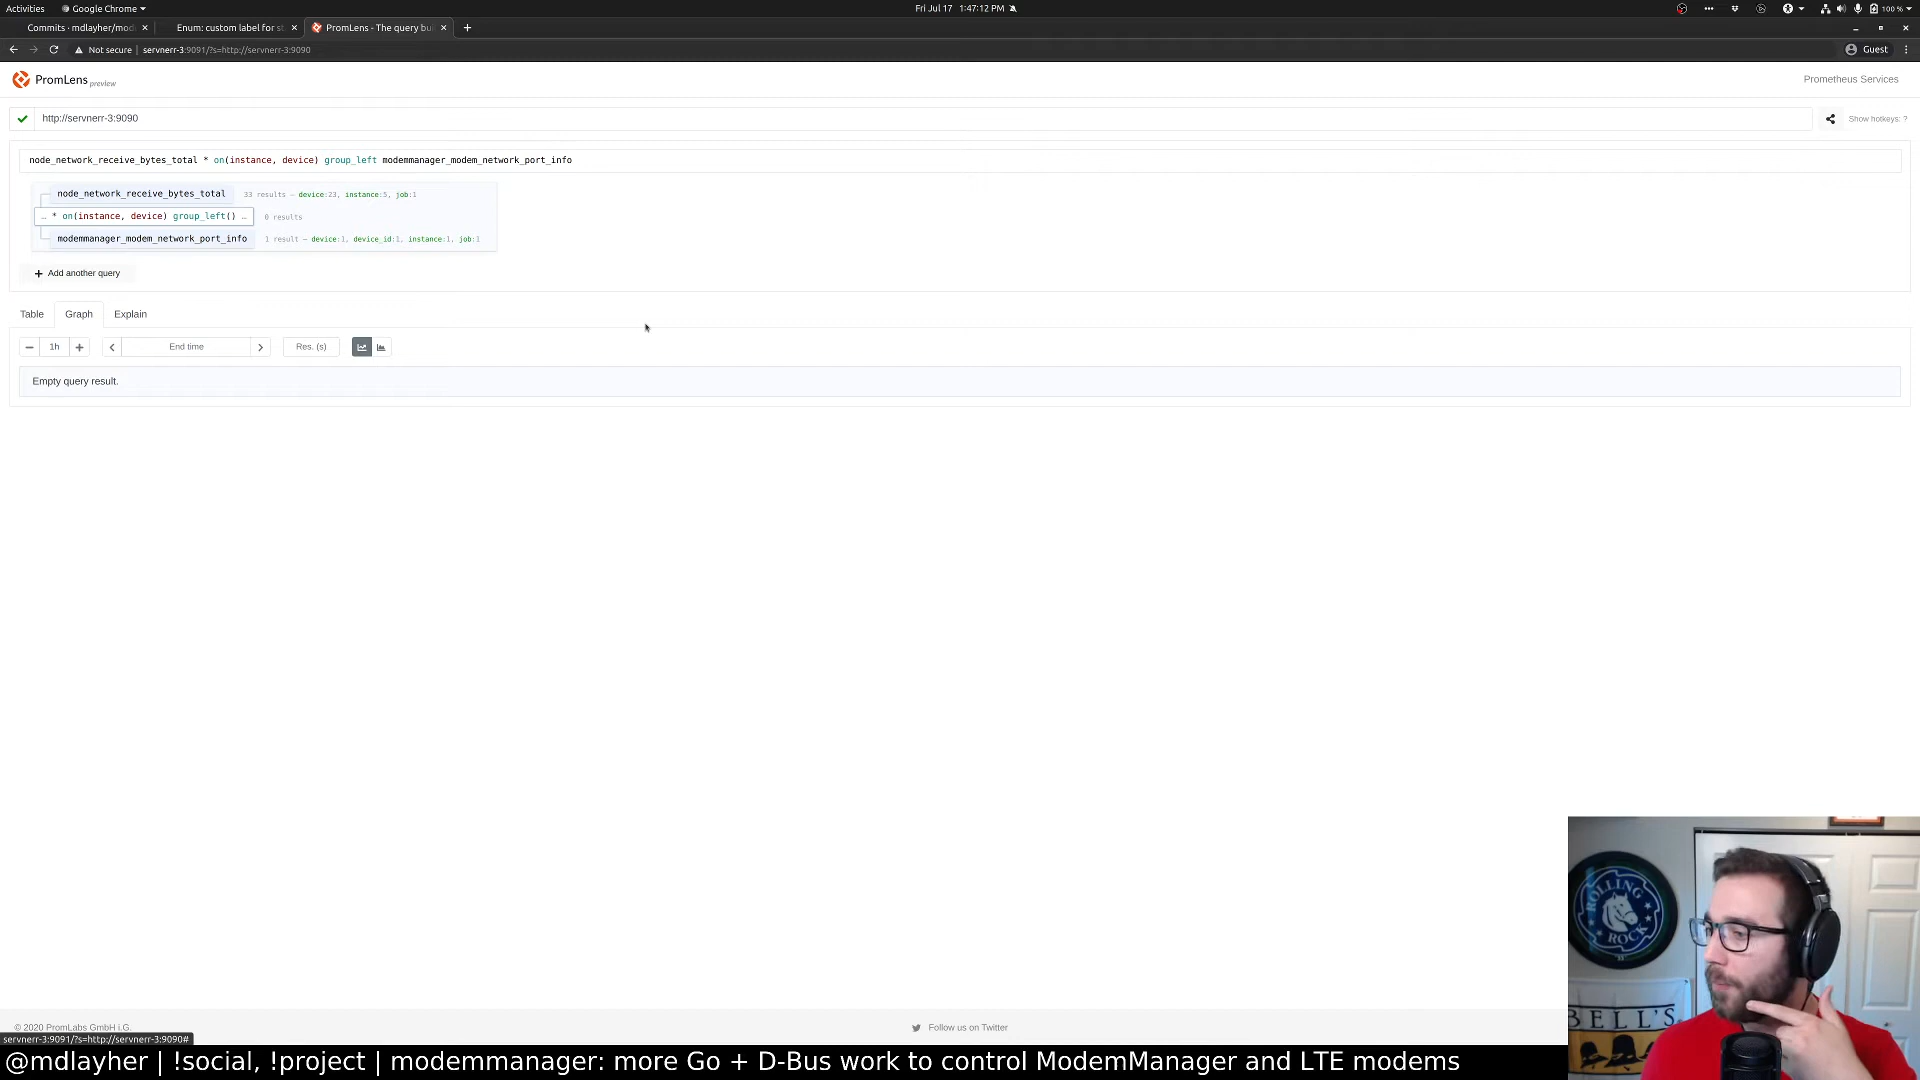 Activities
Google Chrome
Fri Jul 17 1:47:12 PM
100 %
Commits · mdlayher/mod
Enum: custom label for st
PromLens - The query bu
Not secure
servnerr-3:9091/?s=http://servnerr-3:9090
Guest
PromLens preview
Prometheus Services
http://servnerr-3:9090
Show hotkeys: ?
node_network_receive_bytes_total * on(instance, device) group_left modemmanager_modem_network_port_info
node_network_receive_bytes_total 33 results – device:23, instance:5, job:1
… * on(instance, device) group_left() … 0 results
modemmanager_modem_network_port_info 1 result – device:1, device_id:1, instance:1, job:1
+ Add another query
Table Graph Explain
– 1h + End time Res. (s)
Empty query result.
ROLLING
ROCK
BELL'S
© 2020 PromLabs GmbH i.G.
Follow us on Twitter
servnerr-3:9091/?s=http://servnerr-3:9090#
@mdlayher | !social, !project | modemmanager: more Go + D-Bus work to control ModemManager and LTE modems